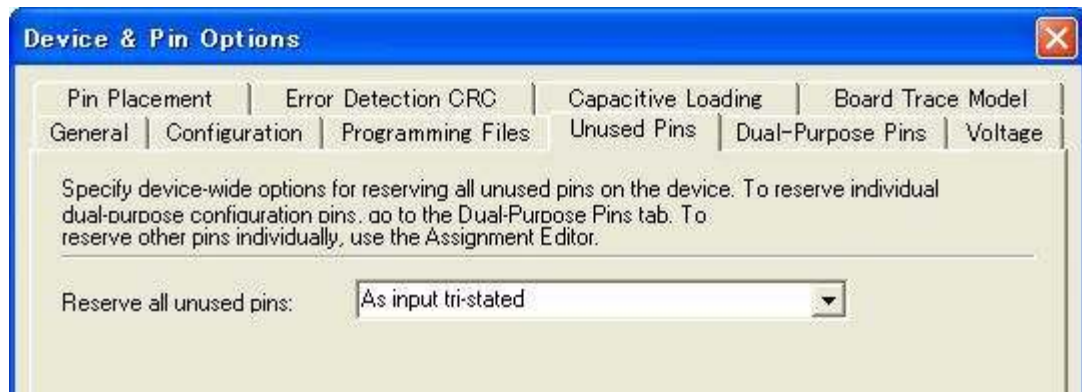 Device & Pin Options
Pin Placement Error Detection CRC Capacitive Loading Board Trace Model
General Configuration Programming Files Unused Pins Dual-Purpose Pins Voltage
Specify device-wide options for reserving all unused pins on the device. To reserve individual
dual-purpose configuration pins, go to the Dual-Purpose Pins tab. To
reserve other pins individually, use the Assignment Editor.
Reserve all unused pins: As input tri-stated